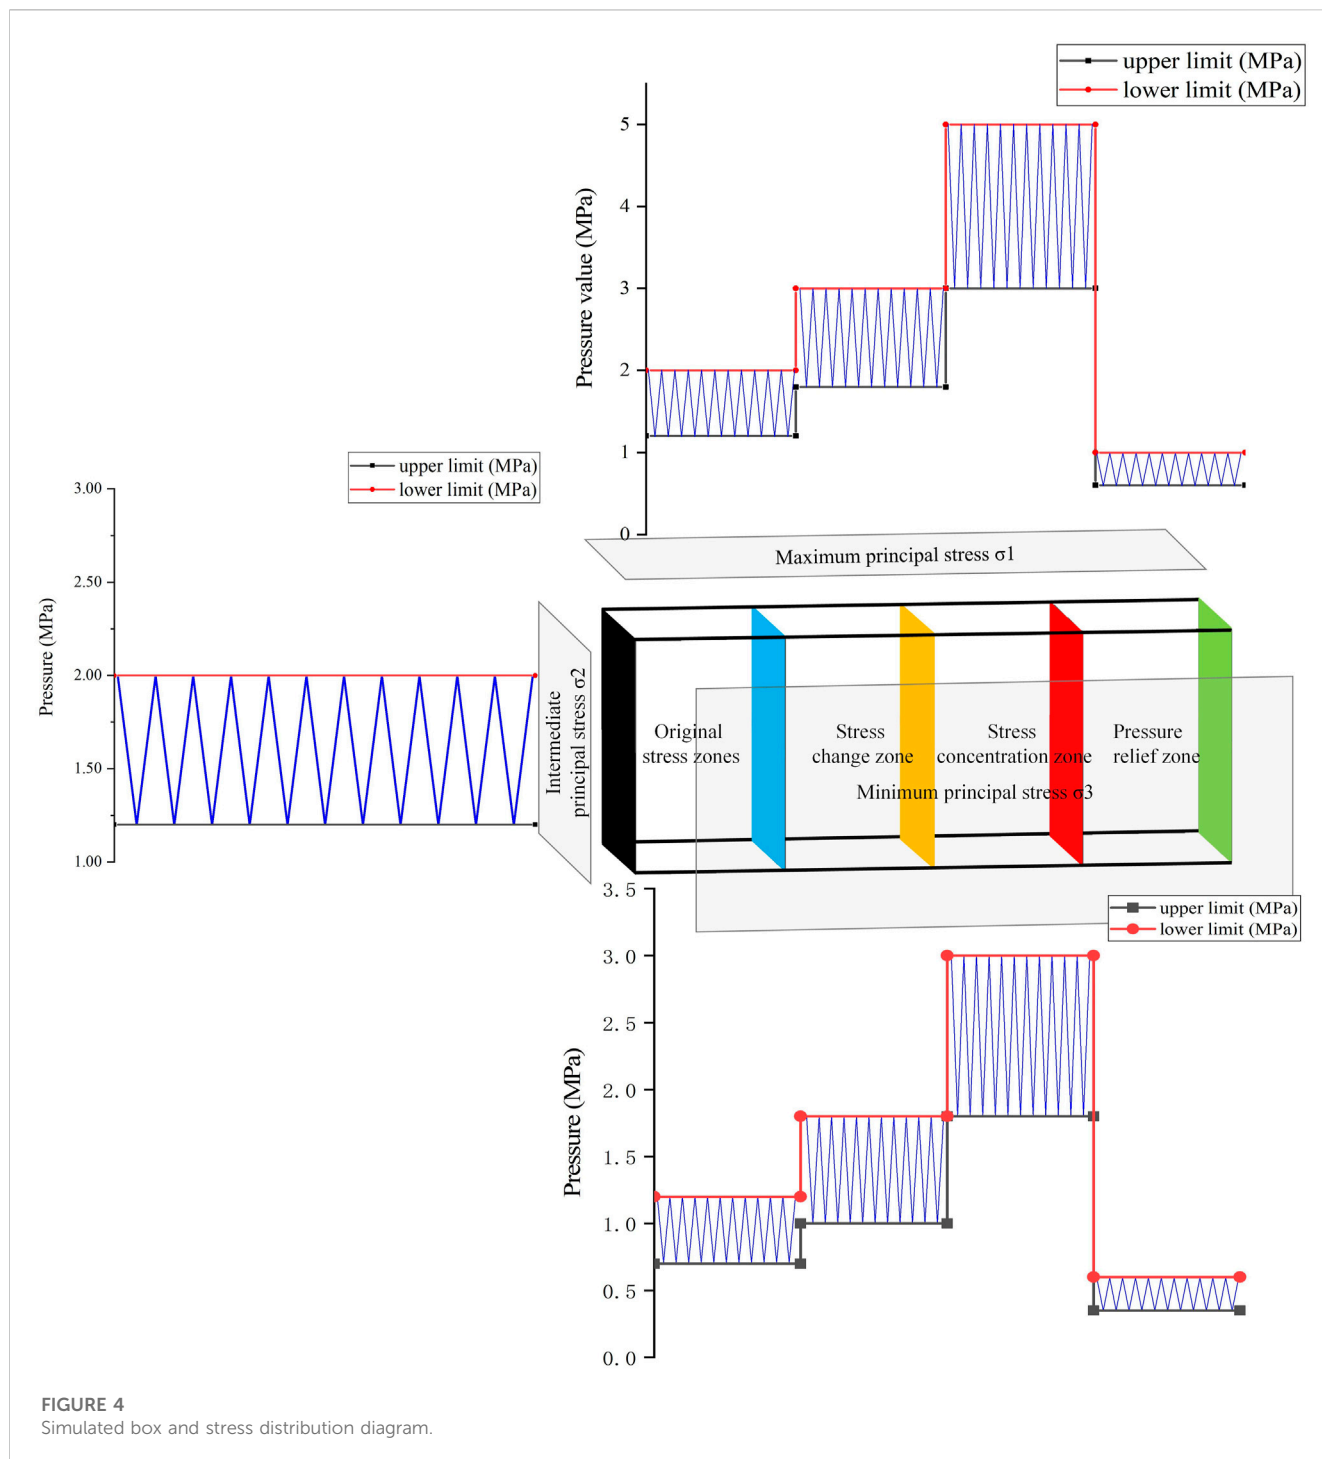 upper limit (MPa)
lower limit (MPa)
5
4
3
2
1
0
Pressure value (MPa)
upper limit (MPa)
lower limit (MPa)
3.00
2.50
2.00
1.50
1.00
Pressure (MPa)
Maximum principal stress σ1
Intermediate
principal stress σ2
Original
stress zones
Stress
change zone
Stress
concentration zone
Pressure
relief zone
Minimum principal stress σ3
upper limit (MPa)
lower limit (MPa)
3.5
3.0
2.5
2.0
1.5
1.0
0.5
0.0
Pressure (MPa)
FIGURE 4
Simulated box and stress distribution diagram.